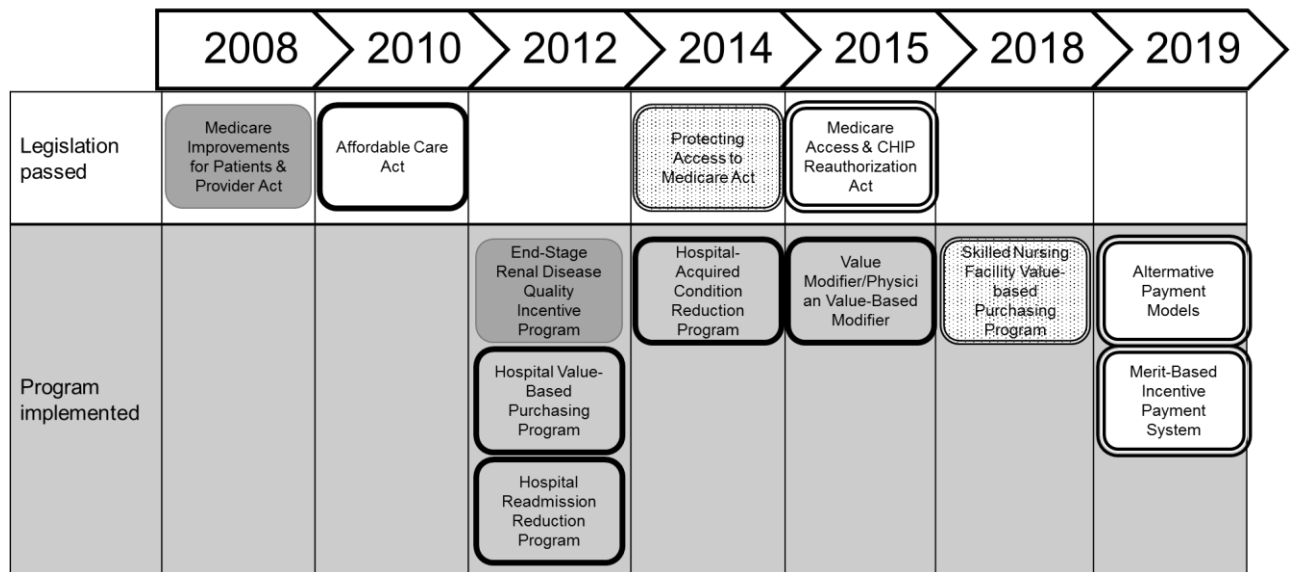 2008
2010
2012
2014
2015
2018
2019
Legislation
passed
Medicare
Improvements
for Patients &
Provider Act
Affordable Care
Act
Protecting
Access to
Medicare Act
Medicare
Access & CHIP
Reauthorization
Act
Program
implemented
End-Stage
Renal Disease
Quality
Incentive
Program
Hospital Value-
Based
Purchasing
Program
Hospital
Readmission
Reduction
Program
Hospital-
Acquired
Condition
Reduction
Program
Value
Modifier/Physici
an Value-Based
Modifier
Skilled Nursing
Facility Value-
based
Purchasing
Program
Alternative
Payment
Models
Merit-Based
Incentive
Payment
System